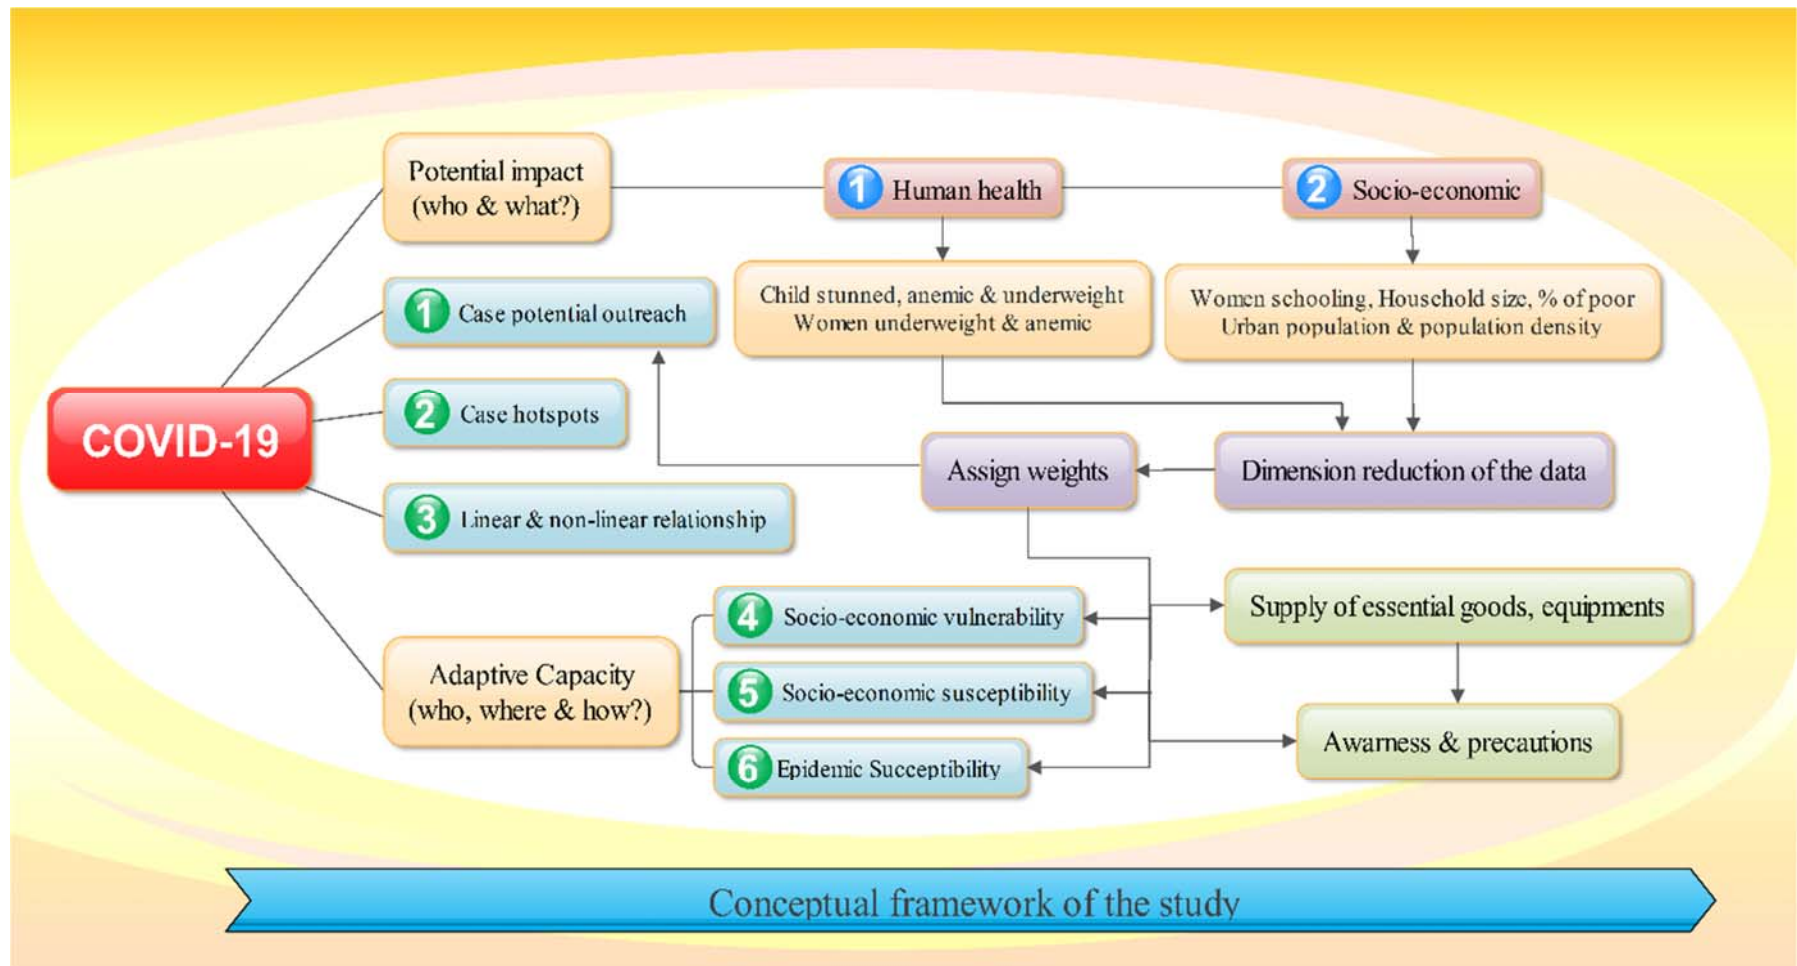 Potential impact
(who & what?)
1 Human health
2 Socio-economic
Child stunned, anemic & underweight
Women underweight & anemic
Women schooling, Household size, % of poor
Urban population & population density
1 Case potential outreach
2 Case hotspots
COVID-19
Assign weights
Dimension reduction of the data
3 Linear & non-linear relationship
4 Socio-economic vulnerability
Supply of essential goods, equipments
Adaptive Capacity
(who, where & how?)
5 Socio-economic susceptibility
Awarness & precautions
6 Epidemic Succeptibility
Conceptual framework of the study